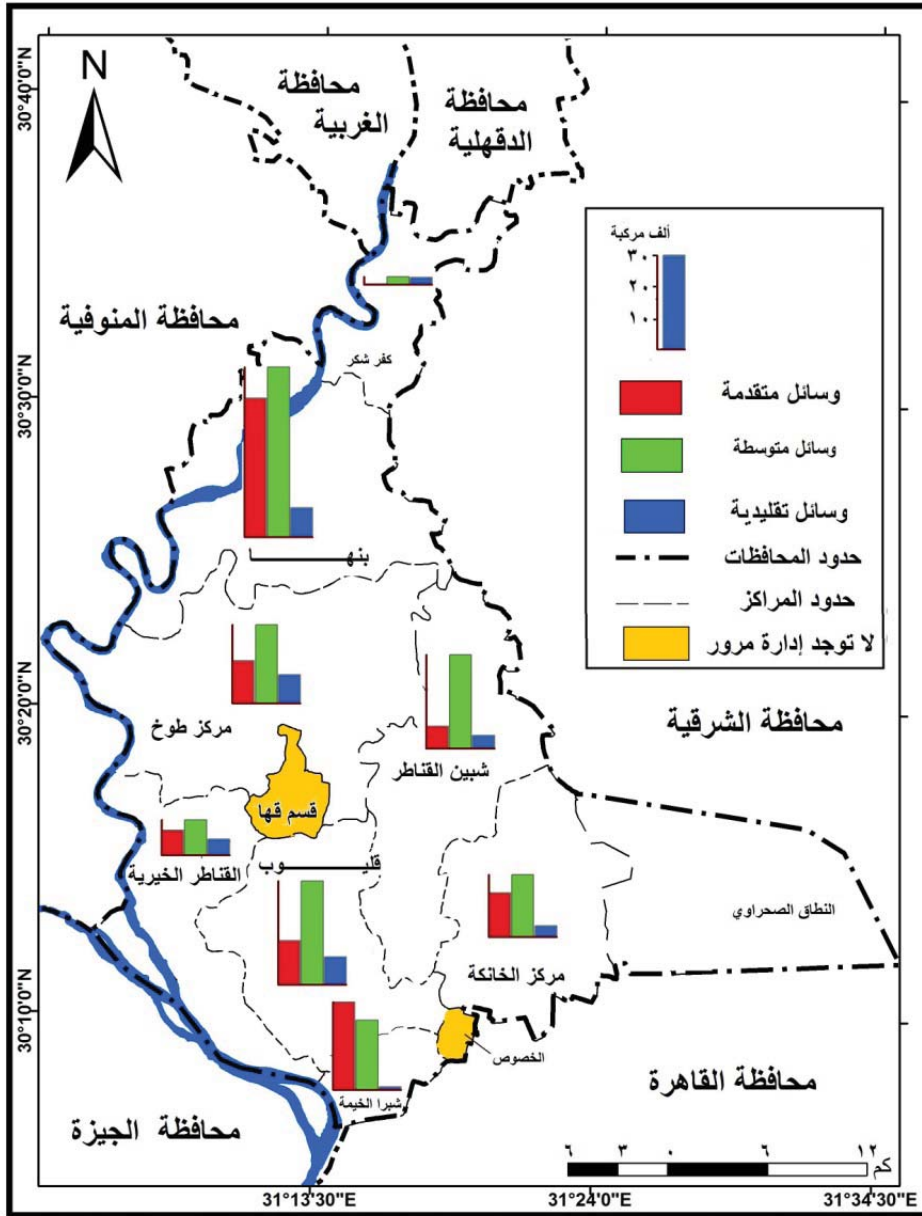 30°40'0"N
30°30'0"N
30°20'0"N
30°10'0"N
N
محافظة
الغربية
محافظة
الدقهلية
محافظة المنوفية
كفر شكر
بنهـــــــــــا
مركز طوخ
شبين القناطر
قسم قها
القناطر الخيرية
قليـــــــــوب
مركز الخانكة
الخصوص
شبرا الخيمة
النطاق الصحراوي
محافظة الشرقية
محافظة القاهرة
محافظة الجيزة
ألف مركبة
٣٠
٢٠
١٠
وسائل متقدمة
وسائل متوسطة
وسائل تقليدية
حدود المحافظات
حدود المراكز
لا توجد إدارة مرور
٦ ٣ ٠ ٦ ١٢
كم
31°13'30"E
31°24'0"E
31°34'30"E